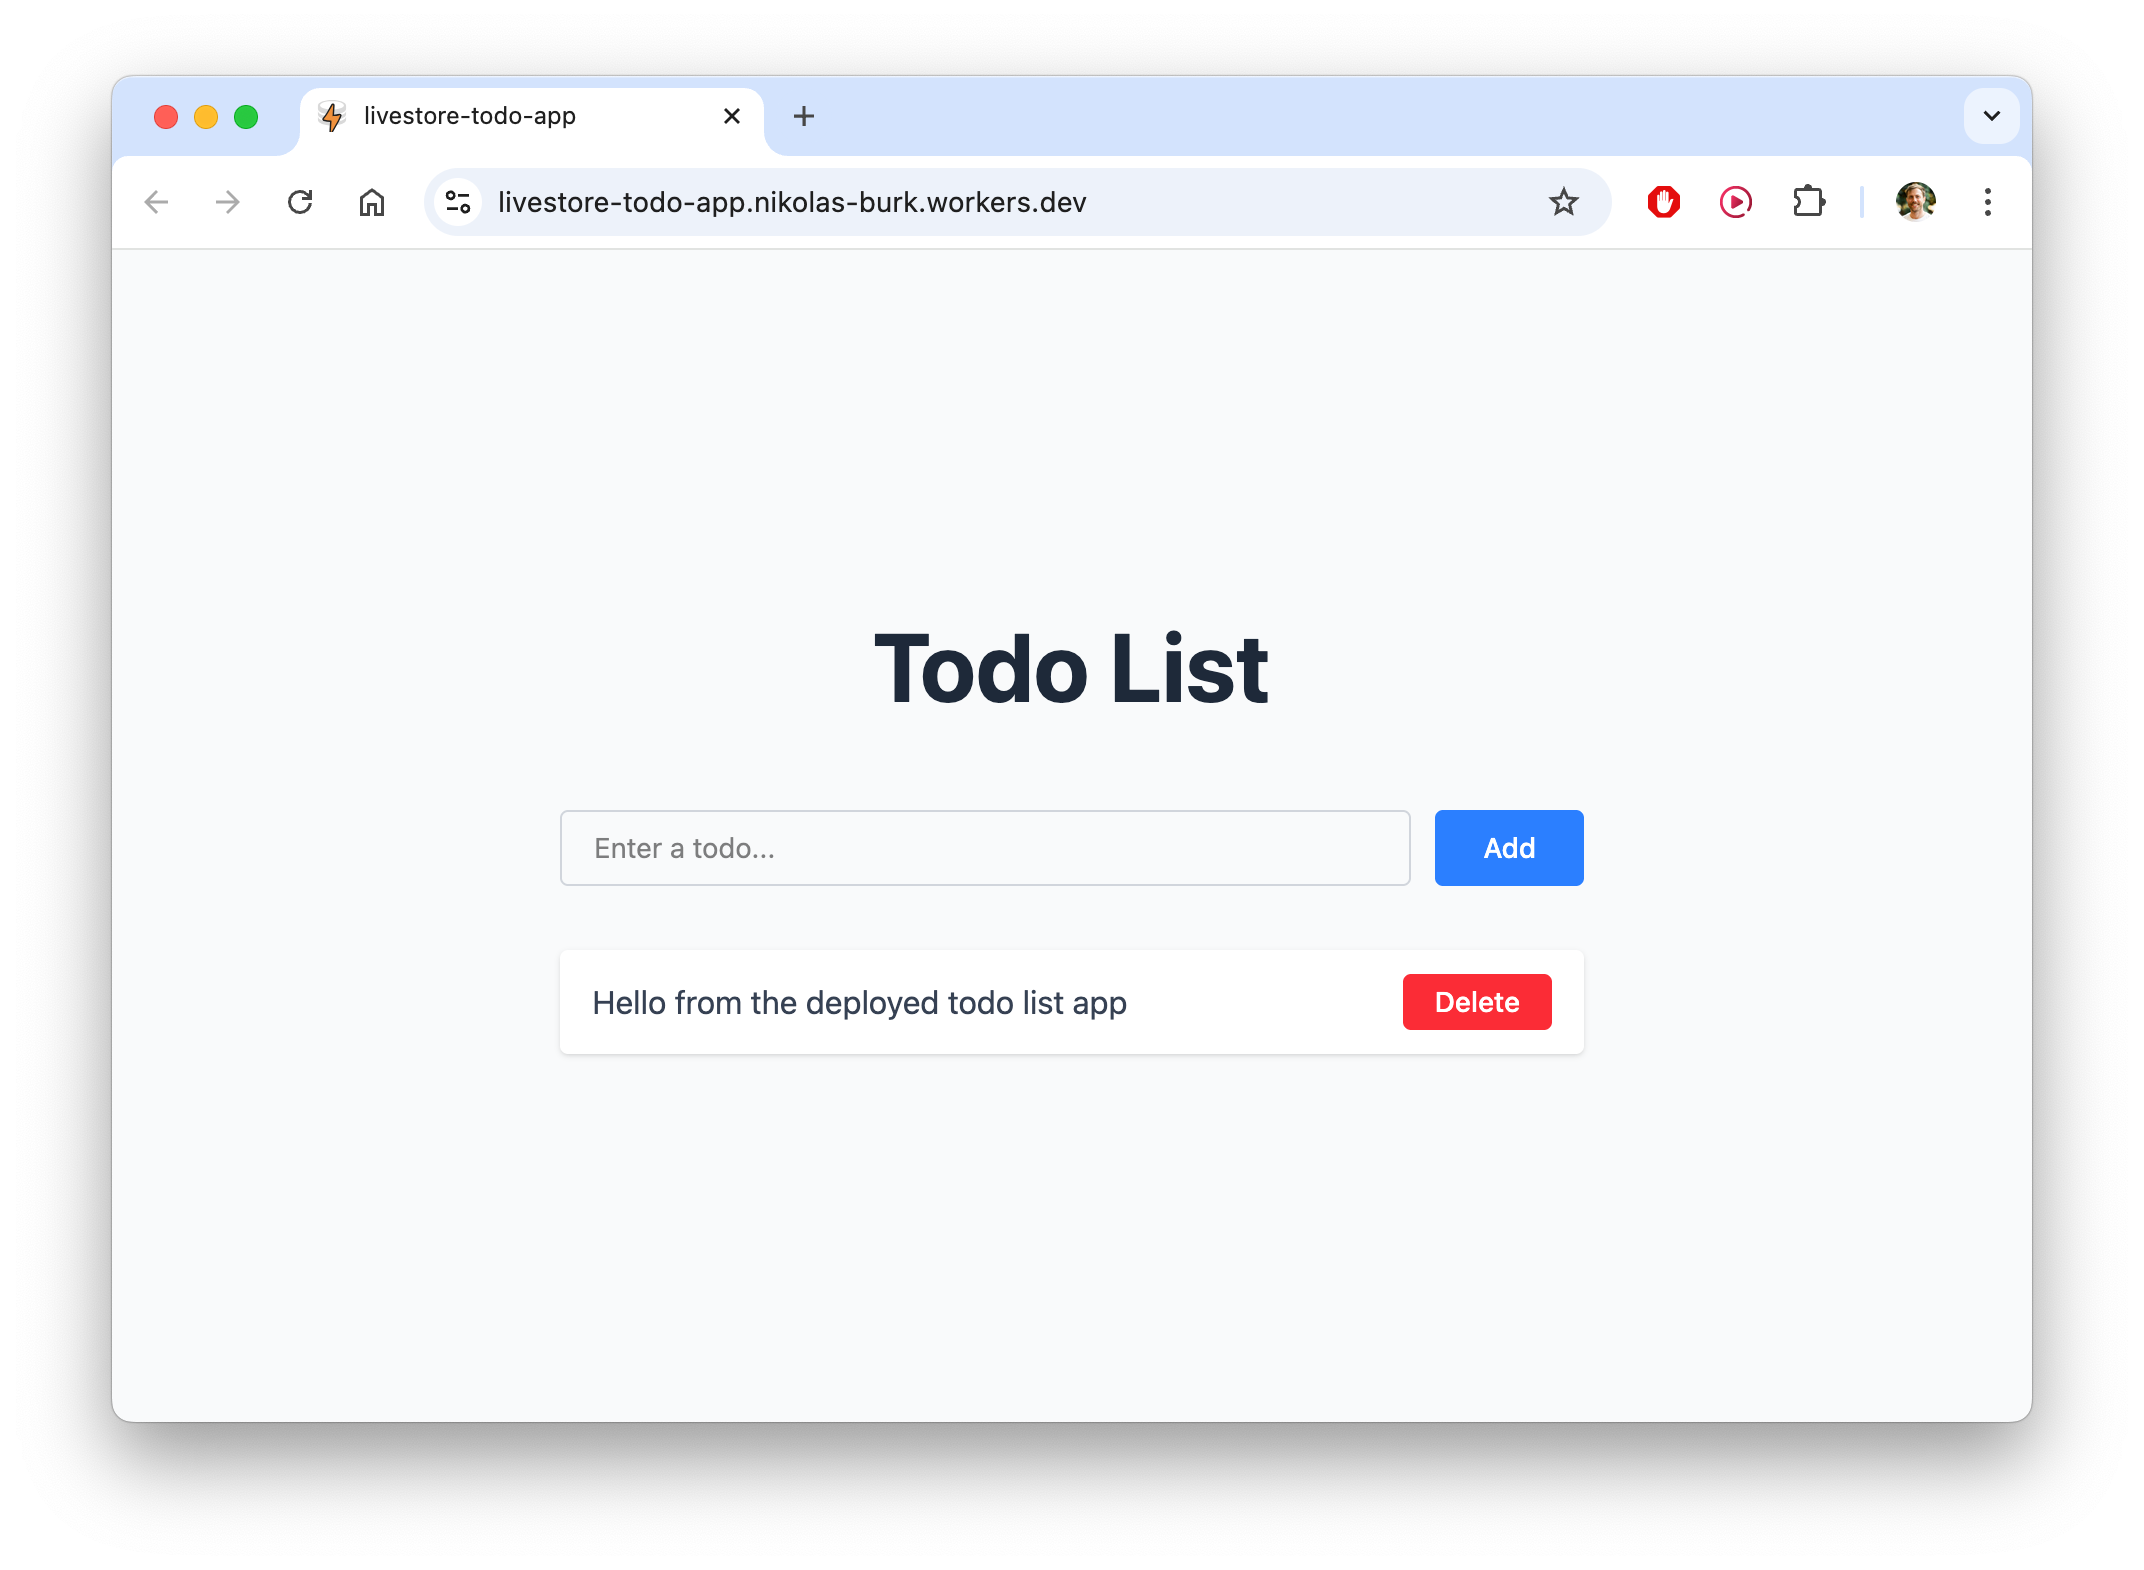 livestore-todo-app
livestore-todo-app.nikolas-burk.workers.dev
Todo List
Enter a todo...
Add
Hello from the deployed todo list app
Delete